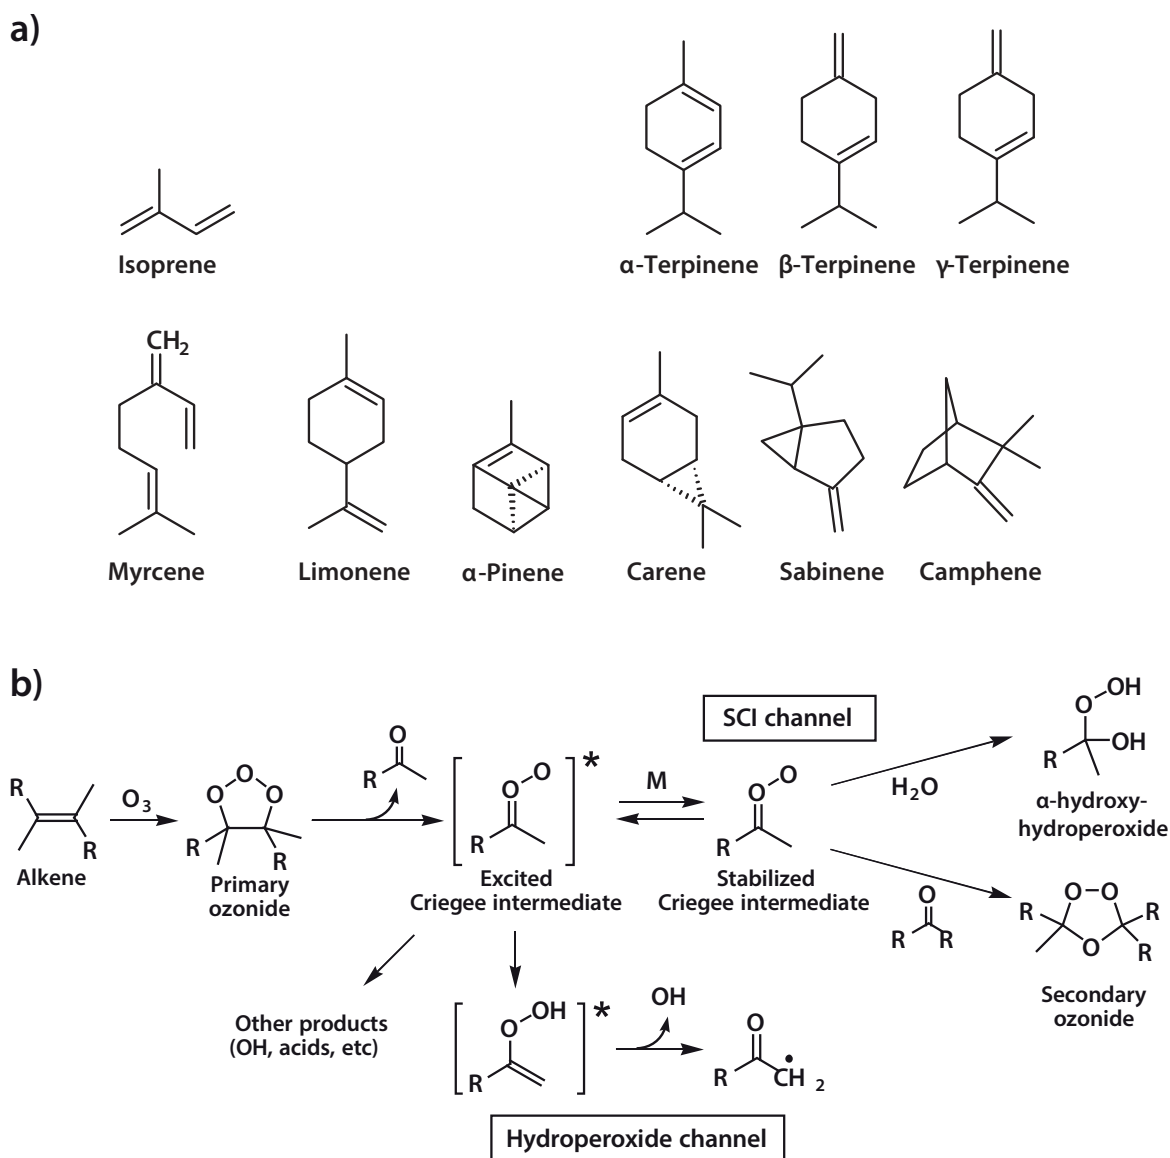 a)
α-Terpinene β-Terpinene γ-Terpinene
Isoprene
CH2
Myrcene Limonene α-Pinene Carene Sabinene Camphene
b)
SCI channel
R
R
Alkene
O3
O O O
R
R
Primary
ozonide
O
R
O
O
R
*
Excited
Criegee intermediate
M
O
O
R
Stabilized
Criegee intermediate
H2O
OH
O
OH
R
α-hydroxy-
hydroperoxide
O
R R
O-O
R
R
O
R
Secondary
ozonide
Other products
(OH, acids, etc)
OH
O
R
*
OH
O
R
CH 2
Hydroperoxide channel